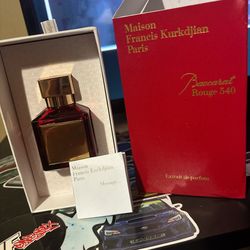 Maison
Francis Kurkdjian
Paris
Baccarat
Rouge 540
Extrait de parfum
Maison
Francis Kurkdjian
Paris